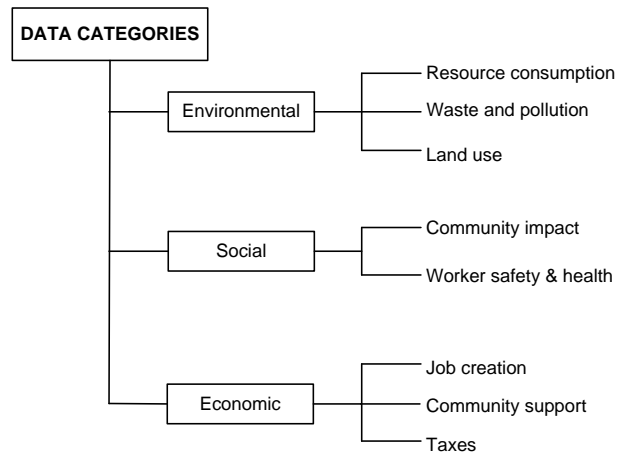 DATA CATEGORIES
Environmental
Resource consumption
Waste and pollution
Land use
Social
Community impact
Worker safety & health
Economic
Job creation
Community support
Taxes